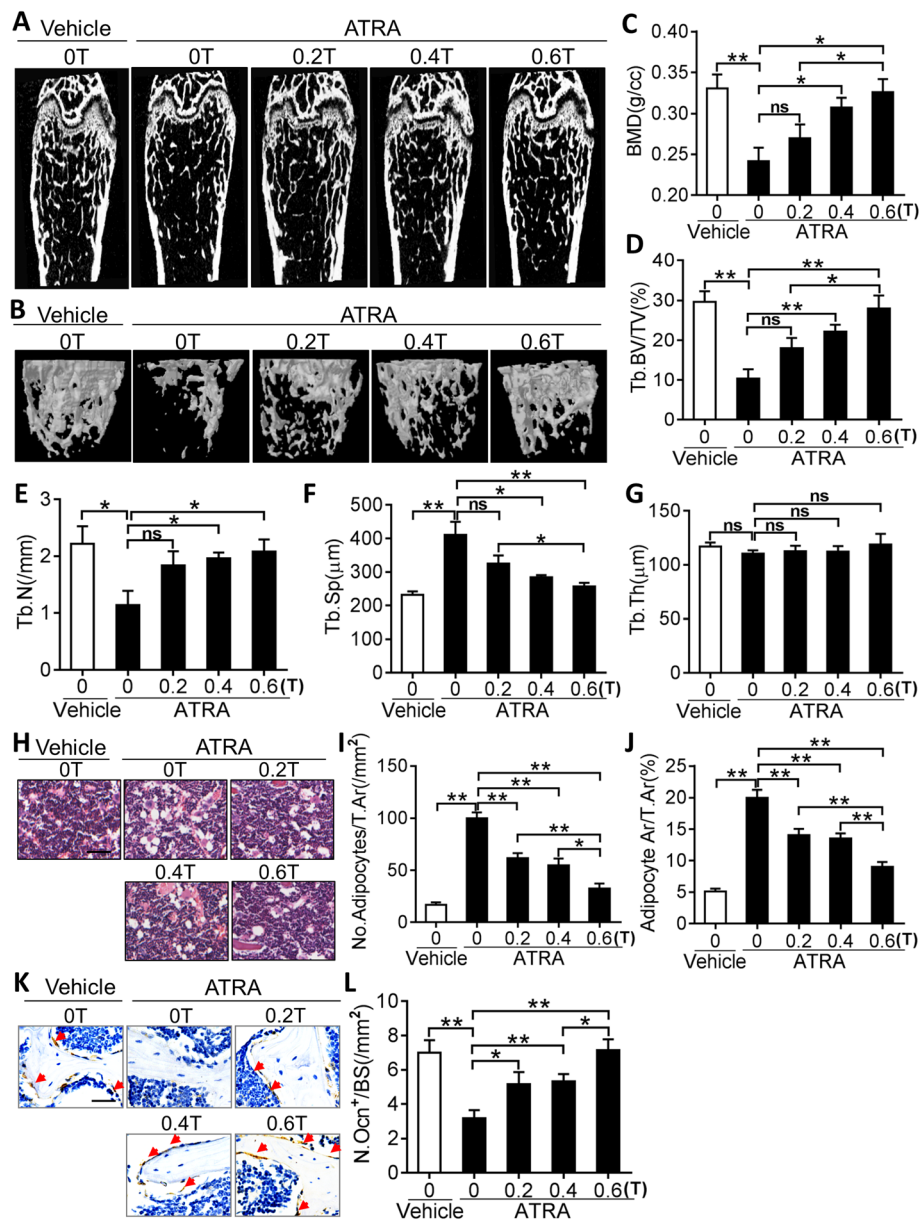 A
Vehicle
ATRA
0T
0T
0.2T
0.4T
0.6T
B
Vehicle
ATRA
0T
0T
0.2T
0.4T
0.6T
C
BMD(g/cc)
0.40
0.35
0.30
0.25
0.20
**
ns
*
*
*
0 0 0.2 0.4 0.6(T)
Vehicle ATRA
D
Tb.BV/TV(%)
40
30
20
10
0
**
ns
**
*
**
0 0 0.2 0.4 0.6(T)
Vehicle ATRA
E
Tb.N(/mm)
3
2
1
0
*
ns
*
*
0 0 0.2 0.4 0.6(T)
Vehicle ATRA
F
Tb.Sp(μm)
500
400
300
200
100
0
**
ns
*
**
*
0 0 0.2 0.4 0.6(T)
Vehicle ATRA
G
Tb.Th(μm)
150
100
50
0
ns
ns
ns
ns
0 0 0.2 0.4 0.6(T)
Vehicle ATRA
H
Vehicle
ATRA
0T
0T
0.2T
0.4T
0.6T
I
No.Adipocytes/T.Ar(/mm²)
150
100
50
0
**
**
**
**
**
*
0 0 0.2 0.4 0.6(T)
Vehicle ATRA
J
Adipocyte Ar/T.Ar(%)
25
20
15
10
5
0
**
**
**
**
**
**
0 0 0.2 0.4 0.6(T)
Vehicle ATRA
K
Vehicle
ATRA
0T
0T
0.2T
0.4T
0.6T
L
N.Ocn⁺/BS(/mm²)
8
6
4
2
0
**
*
**
**
*
0 0 0.2 0.4 0.6(T)
Vehicle ATRA